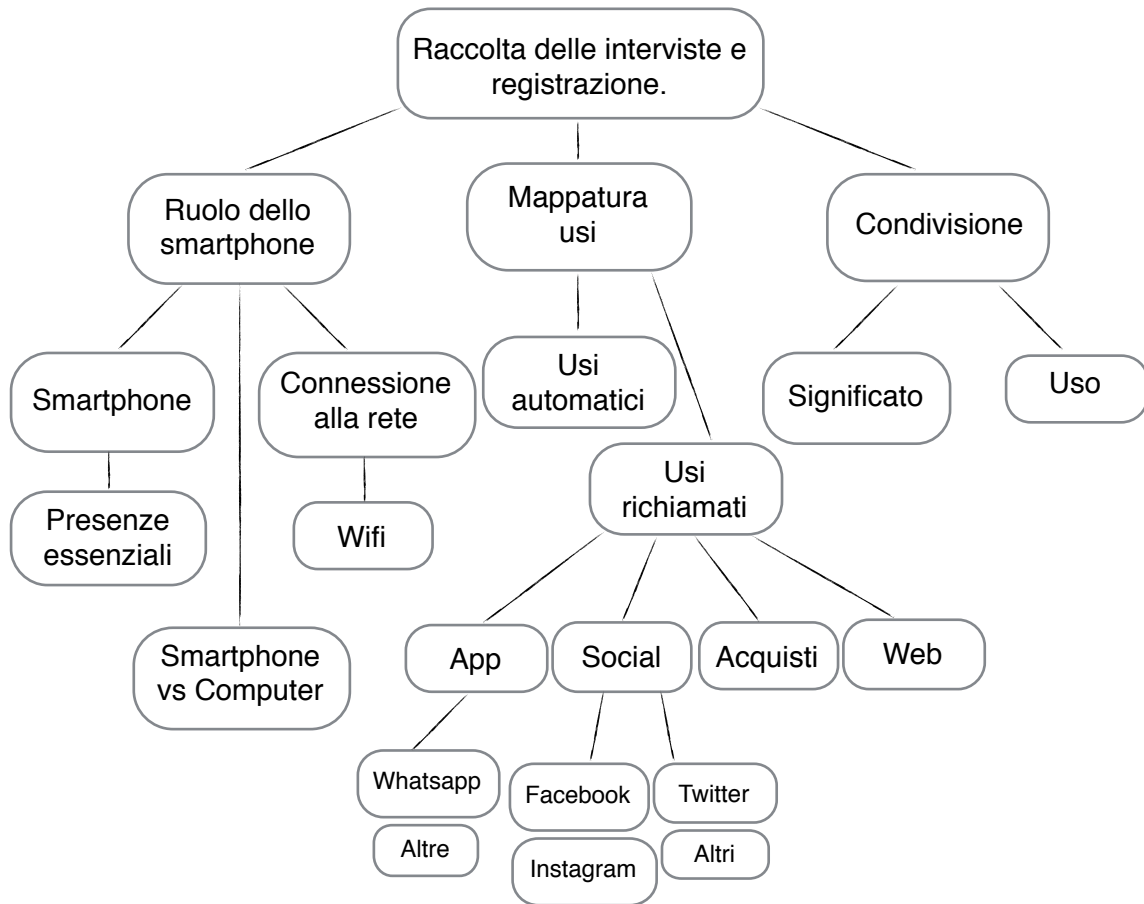 Raccolta delle interviste e
registrazione.
Ruolo dello
smartphone
Mappatura
usi
Condivisione
Smartphone
Connessione
alla rete
Usi
automatici
Significato
Uso
Presenze
essenziali
Wifi
Usi
richiamati
Smartphone
vs Computer
App
Social
Acquisti
Web
Whatsapp
Facebook
Twitter
Altre
Instagram
Altri